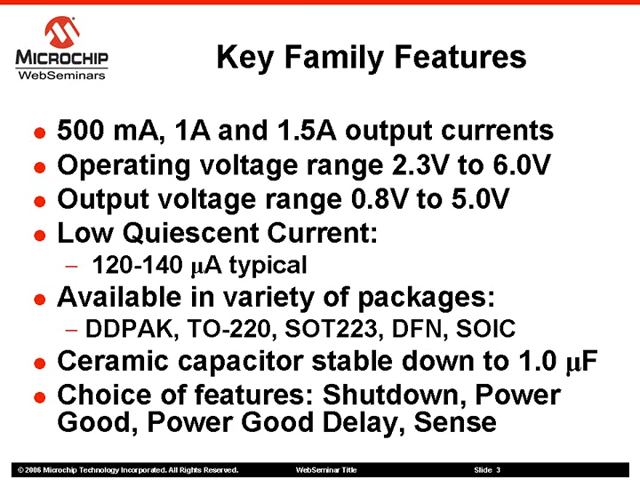 MICROCHIP
WebSeminars
Key Family Features
● 500 mA, 1A and 1.5A output currents
● Operating voltage range 2.3V to 6.0V
● Output voltage range 0.8V to 5.0V
● Low Quiescent Current:
– 120-140 μA typical
● Available in variety of packages:
– DDPAK, TO-220, SOT223, DFN, SOIC
● Ceramic capacitor stable down to 1.0 μF
● Choice of features: Shutdown, Power
Good, Power Good Delay, Sense
© 2006 Microchip Technology Incorporated. All Rights Reserved. WebSeminar Title Slide 3